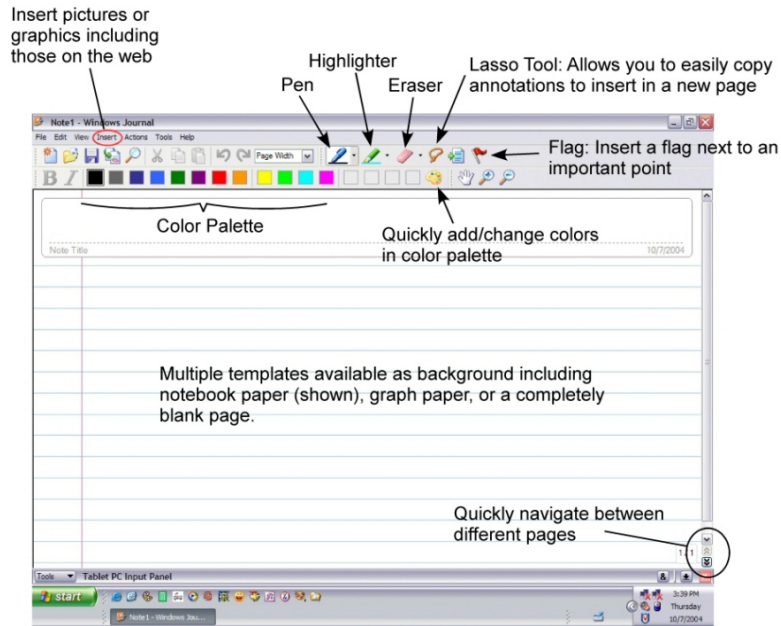 Insert pictures or
graphics including
those on the web
Highlighter
Lasso Tool: Allows you to easily copy
annotations to insert in a new page
Pen
Eraser
Note1 - Windows Journal
File Edit View Insert Actions Tools Help
Flag: Insert a flag next to an
important point
Page Width
B I
Color Palette
Quickly add/change colors
in color palette
Note Title
10/7/2004
Multiple templates available as background including
notebook paper (shown), graph paper, or a completely
blank page.
Quickly navigate between
different pages
1 / 1
Tools Tablet PC Input Panel
start
3:39 PM
Note1 - Windows Jou...
Thursday
10/7/2004